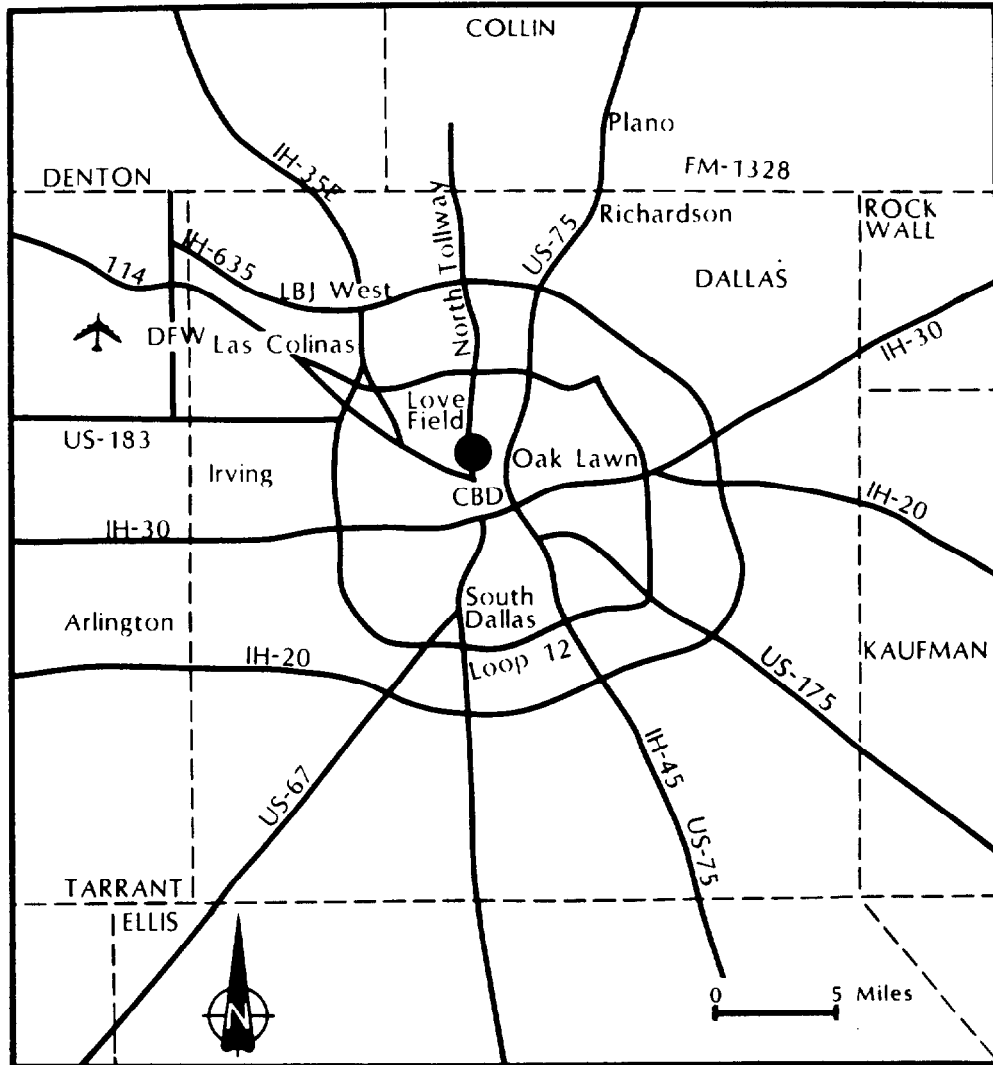 COLLIN
Plano
IH-35E
FM-1328
DENTON
North Tollway
US-75
Richardson
ROCK
WALL
114
IH-635
LBJ West
DALLAS
DFW
Las Colinas
IH-30
Love
Field
US-183
Oak Lawn
Irving
CBD
IH-20
IH-30
South
Dallas
Arlington
IH-20
Loop 12
US-175
KAUFMAN
US-67
IH-45
US-75
TARRANT
ELLIS
N
0 5 Miles